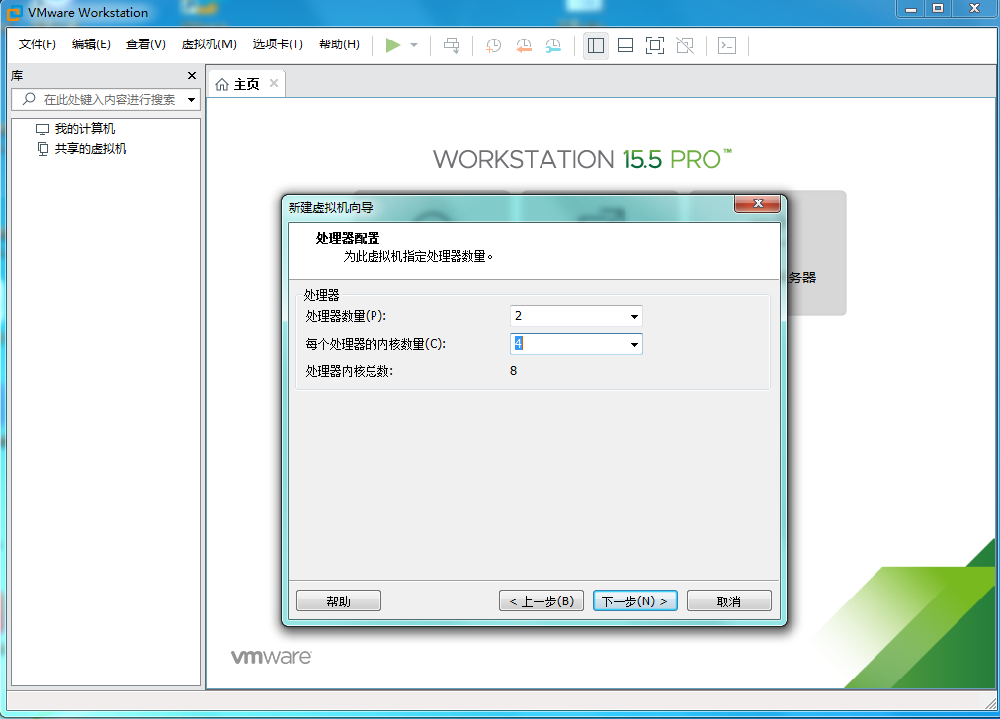 VMware Workstation
文件(F) 编辑(E) 查看(V) 虚拟机(M) 选项卡(T) 帮助(H)
库
在此处键入内容进行搜索
我的计算机
共享的虚拟机
主页
WORKSTATION 15.5 PRO™
务器
新建虚拟机向导
处理器配置
为此虚拟机指定处理器数量。
处理器
处理器数量(P): 2
每个处理器的内核数量(C): 4
处理器内核总数: 8
帮助 < 上一步(B) 下一步(N) > 取消
vmware